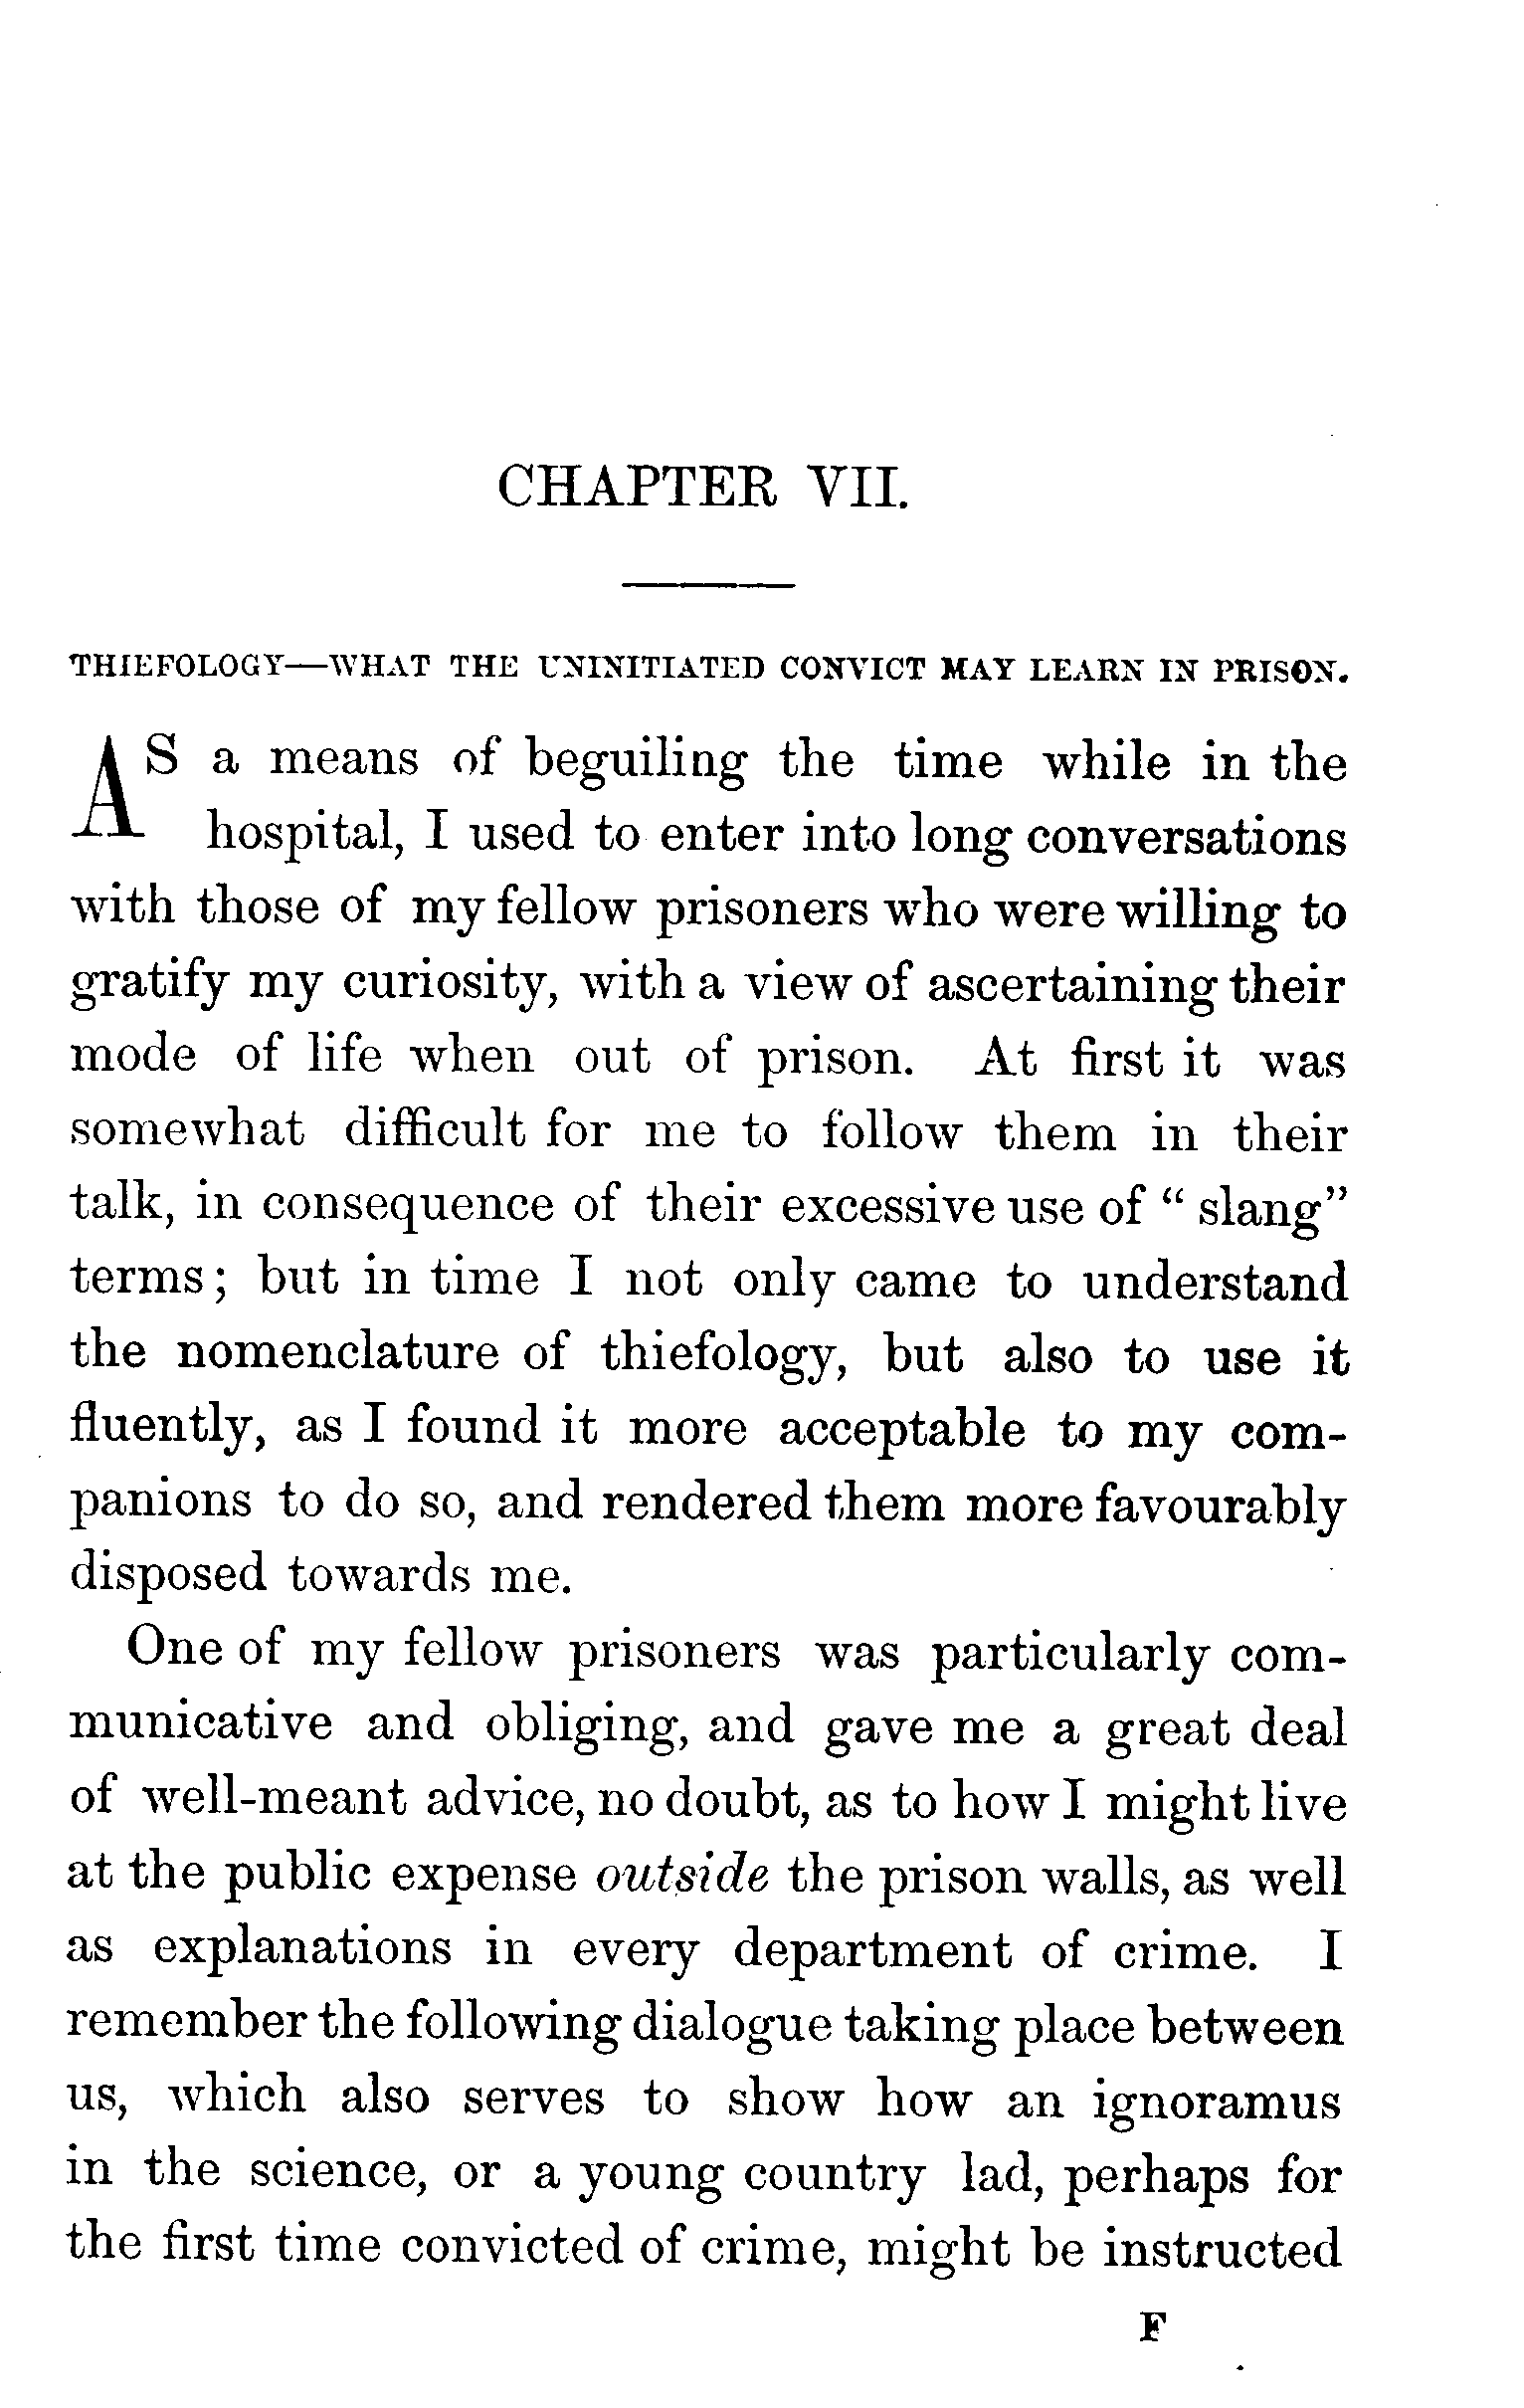 CHAPTER VII.
THIEFOLOGY—WHAT THE UNINITIATED CONVICT MAY LEARN IN PRISON.
AS a means of beguiling the time while in the
hospital, I used to enter into long conversations
with those of my fellow prisoners who were willing to
gratify my curiosity, with a view of ascertaining their
mode of life when out of prison. At first it was
somewhat difficult for me to follow them in their
talk, in consequence of their excessive use of “ slang”
terms; but in time I not only came to understand
the nomenclature of thiefology, but also to use it
fluently, as I found it more acceptable to my com-
panions to do so, and rendered them more favourably
disposed towards me.
One of my fellow prisoners was particularly com-
municative and obliging, and gave me a great deal
of well-meant advice, no doubt, as to how I might live
at the public expense outside the prison walls, as well
as explanations in every department of crime. I
remember the following dialogue taking place between
us, which also serves to show how an ignoramus
in the science, or a young country lad, perhaps for
the first time convicted of crime, might be instructed
F